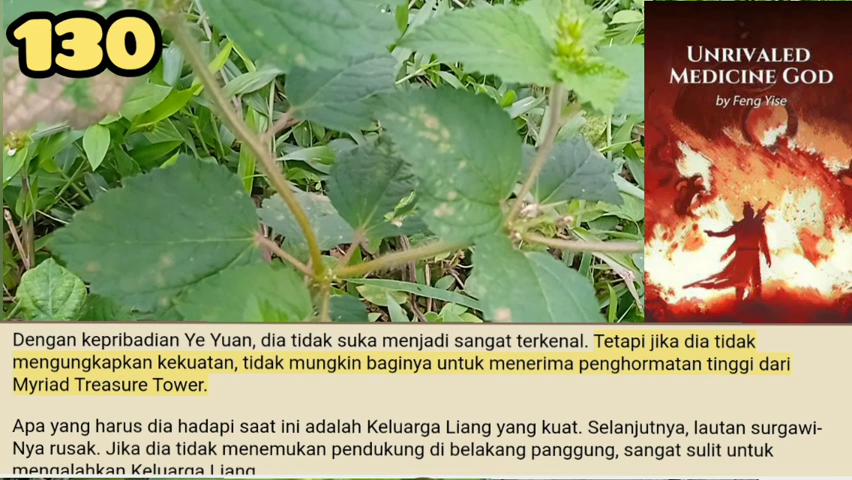 130
UNRIVALED
MEDICINE GOD
by Feng Yise
Dengan kepribadian Ye Yuan, dia tidak suka menjadi sangat terkenal. Tetapi jika dia tidak
mengungkapkan kekuatan, tidak mungkin baginya untuk menerima penghormatan tinggi dari
Myriad Treasure Tower.
Apa yang harus dia hadapi saat ini adalah Keluarga Liang yang kuat. Selanjutnya, lautan surgawi-
Nya rusak. Jika dia tidak menemukan pendukung di belakang panggung, sangat sulit untuk
mengalahkan Keluarga Liang